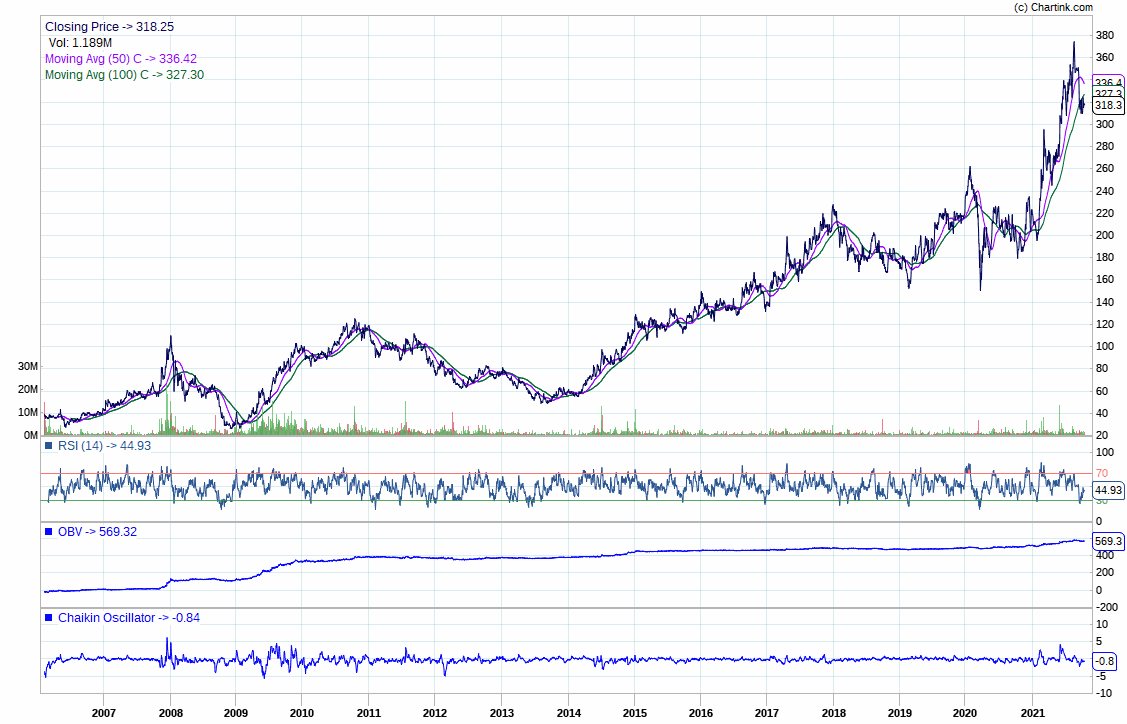 (c) Chartink.com
Closing Price -> 318.25
Vol: 1.189M
Moving Avg (50) C -> 336.42
Moving Avg (100) C -> 327.30
380
360
336.4
327.3
318.3
300
280
260
240
220
200
180
160
140
120
100
80
60
40
20
30M
20M
10M
0M
RSI (14) -> 44.93
100
70
44.93
30
0
OBV -> 569.32
569.3
400
200
0
-200
Chaikin Oscillator -> -0.84
10
5
-0.8
-5
-10
2007 2008 2009 2010 2011 2012 2013 2014 2015 2016 2017 2018 2019 2020 2021